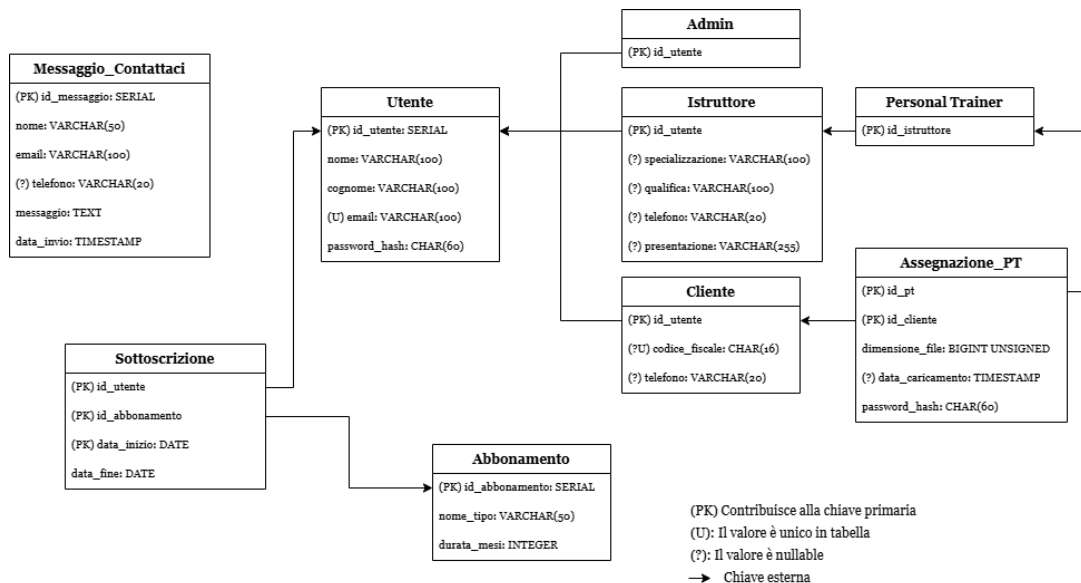 Admin
(PK) id_utente
Messaggio_Contattaci
(PK) id_messaggio: SERIAL
nome: VARCHAR(50)
email: VARCHAR(100)
(?) telefono: VARCHAR(20)
messaggio: TEXT
data_invio: TIMESTAMP
Utente
(PK) id_utente: SERIAL
nome: VARCHAR(100)
cognome: VARCHAR(100)
(U) email: VARCHAR(100)
password_hash: CHAR(60)
Istruttore
(PK) id_utente
(?) specializzazione: VARCHAR(100)
(?) qualifica: VARCHAR(100)
(?) telefono: VARCHAR(20)
(?) presentazione: VARCHAR(255)
Personal Trainer
(PK) id_istruttore
Assegnazione_PT
(PK) id_pt
(PK) id_cliente
dimensione_file: BIGINT UNSIGNED
(?) data_caricamento: TIMESTAMP
password_hash: CHAR(60)
Cliente
(PK) id_utente
(?U) codice_fiscale: CHAR(16)
(?) telefono: VARCHAR(20)
Sottoscrizione
(PK) id_utente
(PK) id_abbonamento
(PK) data_inizio: DATE
data_fine: DATE
Abbonamento
(PK) id_abbonamento: SERIAL
nome_tipo: VARCHAR(50)
durata_mesi: INTEGER
(PK) Contribuisce alla chiave primaria
(U): Il valore è unico in tabella
(?): Il valore è nullable
Chiave esterna